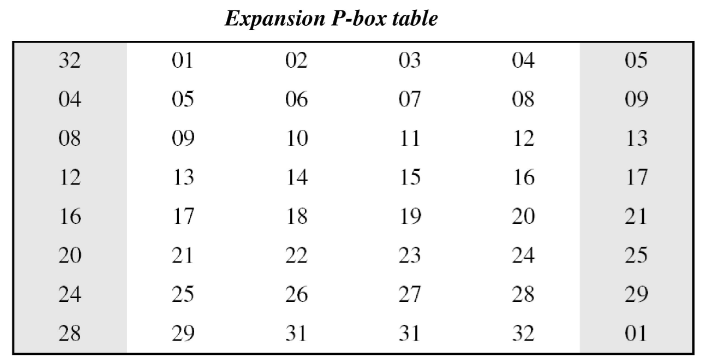 Expansion P-box table
32 01 02 03 04 05
04 05 06 07 08 09
08 09 10 11 12 13
12 13 14 15 16 17
16 17 18 19 20 21
20 21 22 23 24 25
24 25 26 27 28 29
28 29 31 31 32 01